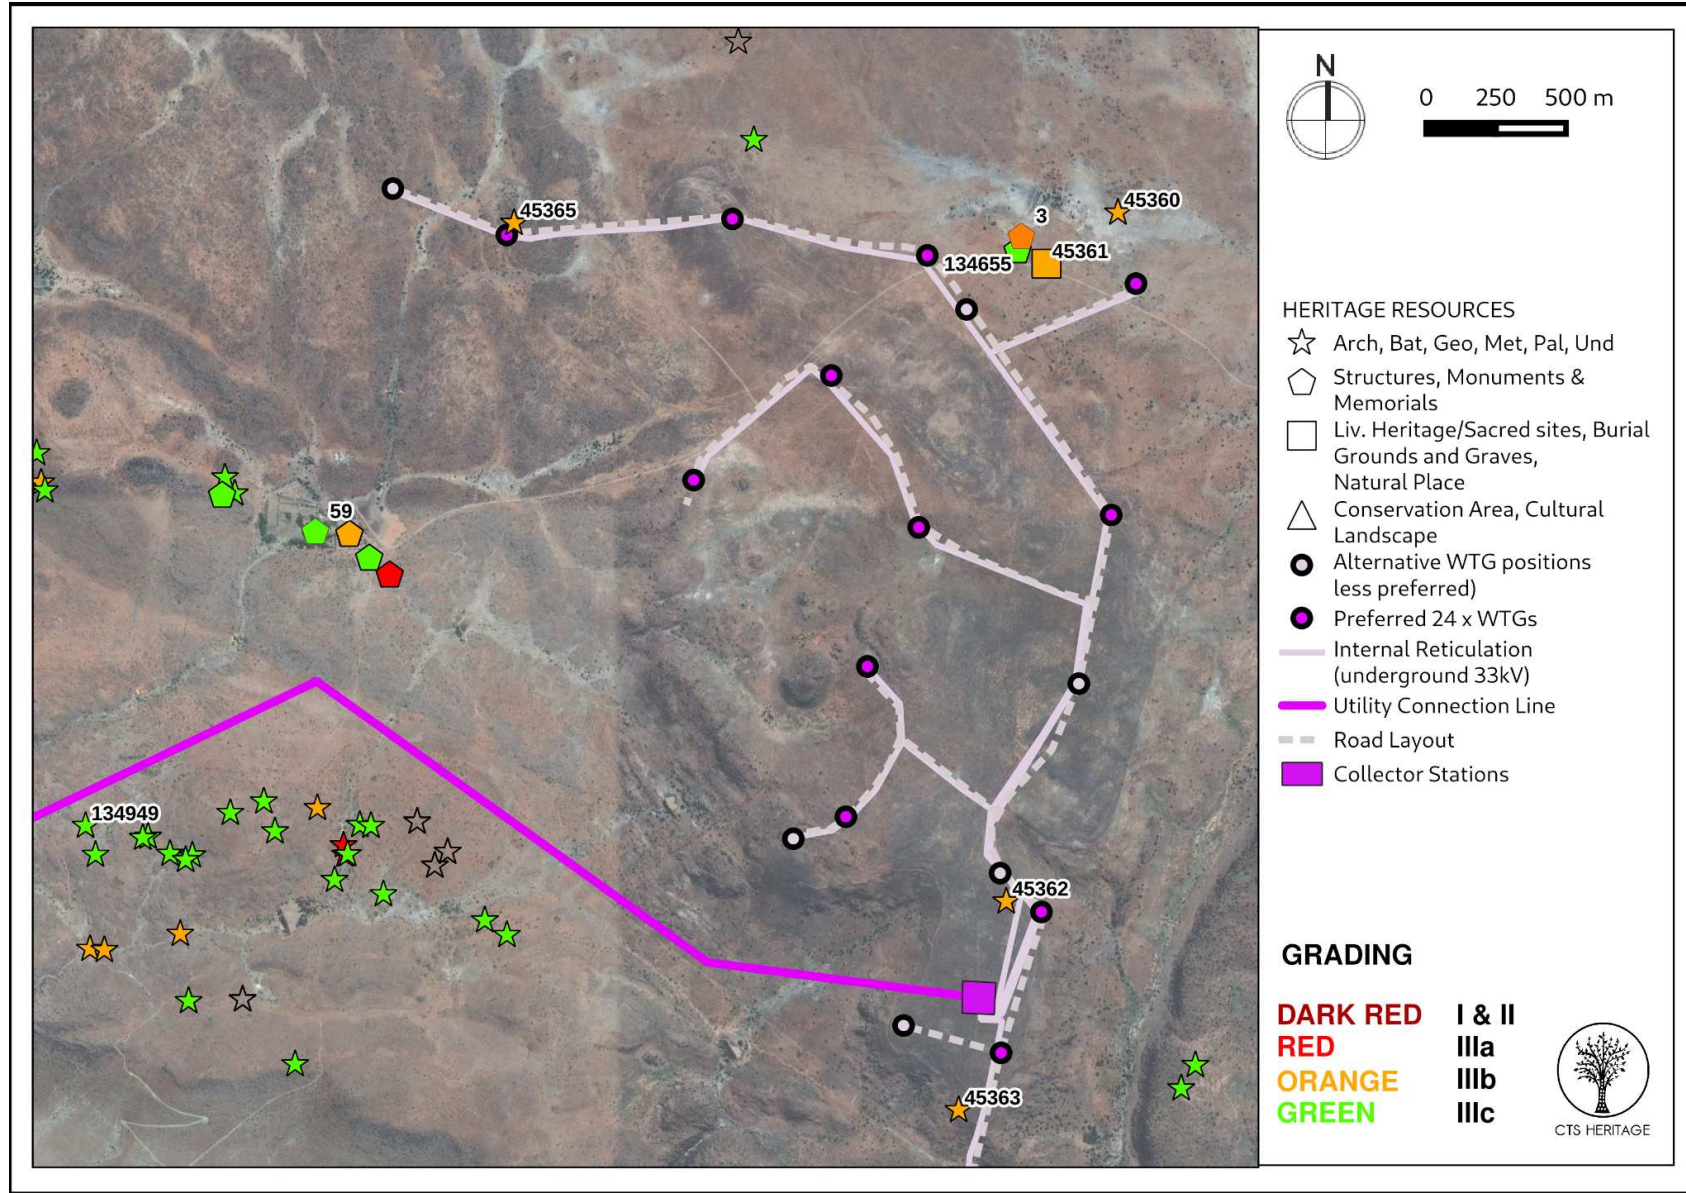 45365
45360
3
45361
134655
59
134949
45362
45363
N
0 250 500 m
HERITAGE RESOURCES
Arch, Bat, Geo, Met, Pal, Und
Structures, Monuments &
Memorials
Liv. Heritage/Sacred sites, Burial
Grounds and Graves,
Natural Place
Conservation Area, Cultural
Landscape
Alternative WTG positions
less preferred)
Preferred 24 x WTGs
Internal Reticulation
(underground 33kV)
Utility Connection Line
Road Layout
Collector Stations
GRADING
DARK RED I & II
RED IIIa
ORANGE IIIb
GREEN IIIc
CTS HERITAGE